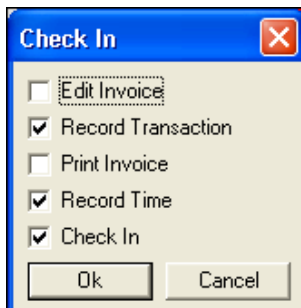 Check In
Edit Invoice
Record Transaction
Print Invoice
Record Time
Check In
Ok Cancel